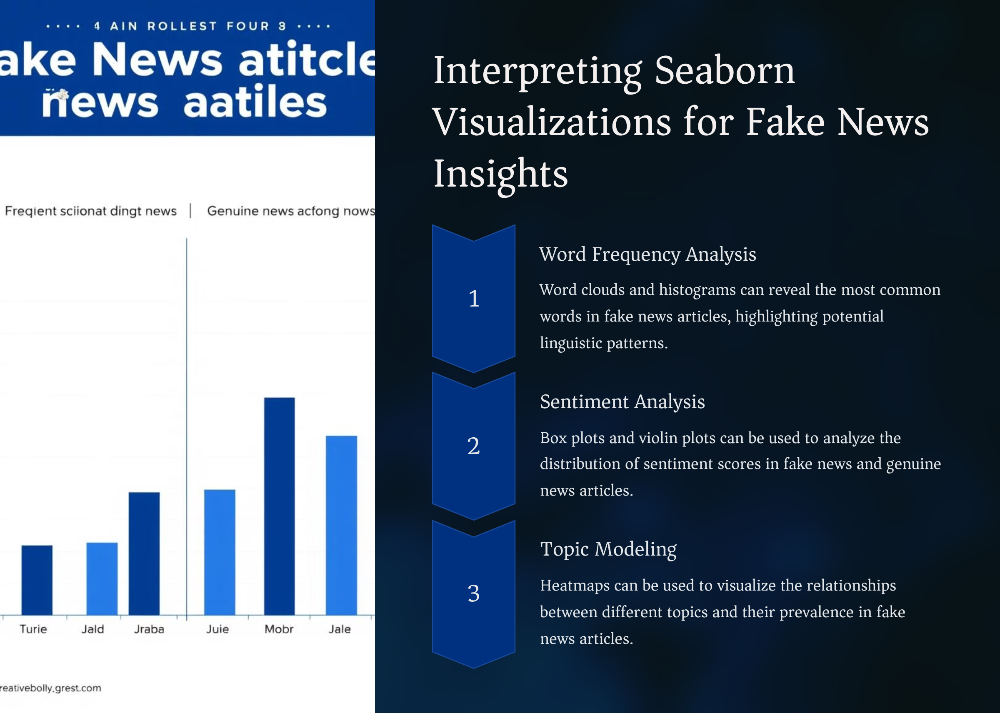 ···· 4 AIN ROLLEST FOUR 8 ····
ake News atitcle
news aatiles
Freqient sciionat dingt news | Genuine news acfong nows
Turie Jald Jraba Juie Mobr Jale
reativebolly.grest.com
Interpreting Seaborn
Visualizations for Fake News
Insights
1
Word Frequency Analysis
Word clouds and histograms can reveal the most common
words in fake news articles, highlighting potential
linguistic patterns.
2
Sentiment Analysis
Box plots and violin plots can be used to analyze the
distribution of sentiment scores in fake news and genuine
news articles.
3
Topic Modeling
Heatmaps can be used to visualize the relationships
between different topics and their prevalence in fake
news articles.